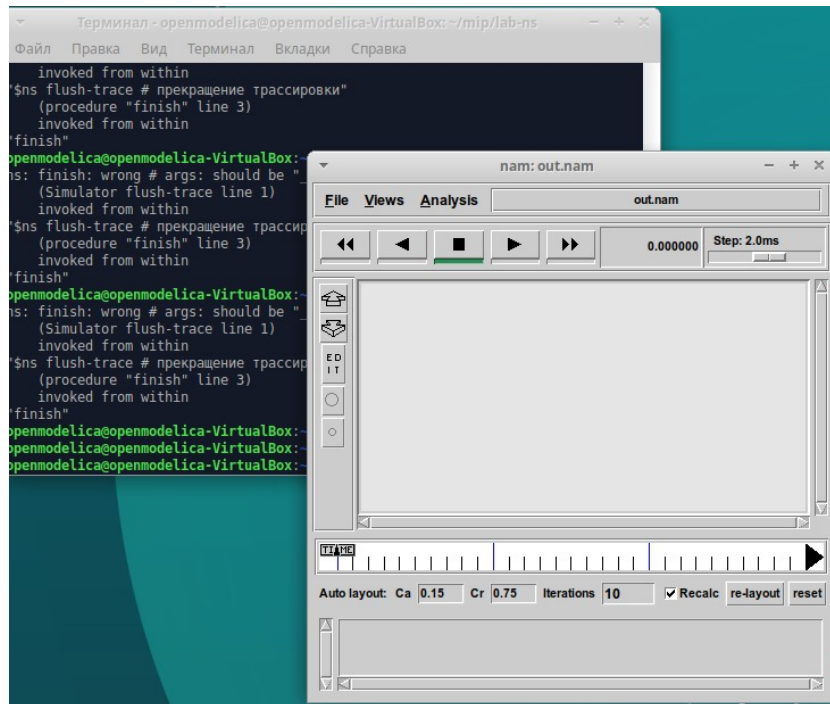 Терминал - openmodelica@openmodelica-VirtualBox: ~/mip/lab-ns
Файл Правка Вид Терминал Вкладки Справка
invoked from within
"$ns flush-trace # прекращение трассировки"
(procedure "finish" line 3)
invoked from within
"finish"
openmodelica@openmodelica-VirtualBox:~
ns: finish: wrong # args: should be "_
(Simulator flush-trace line 1)
invoked from within
"$ns flush-trace # прекращение трассир
(procedure "finish" line 3)
invoked from within
"finish"
openmodelica@openmodelica-VirtualBox:~
ns: finish: wrong # args: should be "_
(Simulator flush-trace line 1)
invoked from within
"$ns flush-trace # прекращение трассир
(procedure "finish" line 3)
invoked from within
"finish"
openmodelica@openmodelica-VirtualBox:~
openmodelica@openmodelica-VirtualBox:~
openmodelica@openmodelica-VirtualBox:~
nam: out.nam
File Views Analysis out.nam
0.000000 Step: 2.0ms
ED
IT
TIME
Auto layout: Ca 0.15 Cr 0.75 Iterations 10 Recalc re-layout reset